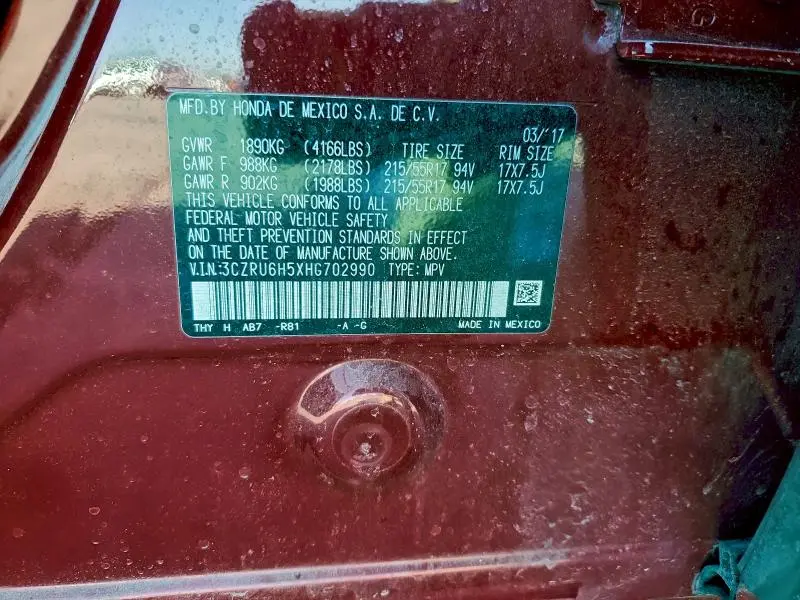 MFD.BY HONDA DE MEXICO S.A. DE C.V.
03/'17
GVWR 1890KG (4166LBS) TIRE SIZE RIM SIZE
GAWR F 988KG (2178LBS) 215/55R17 94V 17X7.5J
GAWR R 902KG (1988LBS) 215/55R17 94V 17X7.5J
THIS VEHICLE CONFORMS TO ALL APPLICABLE
FEDERAL MOTOR VEHICLE SAFETY
AND THEFT PREVENTION STANDARDS IN EFFECT
ON THE DATE OF MANUFACTURE SHOWN ABOVE.
V.I.N.:3CZRU6H5XHG702990 TYPE: MPV
THY H AB7 -R81 -A -G MADE IN MEXICO